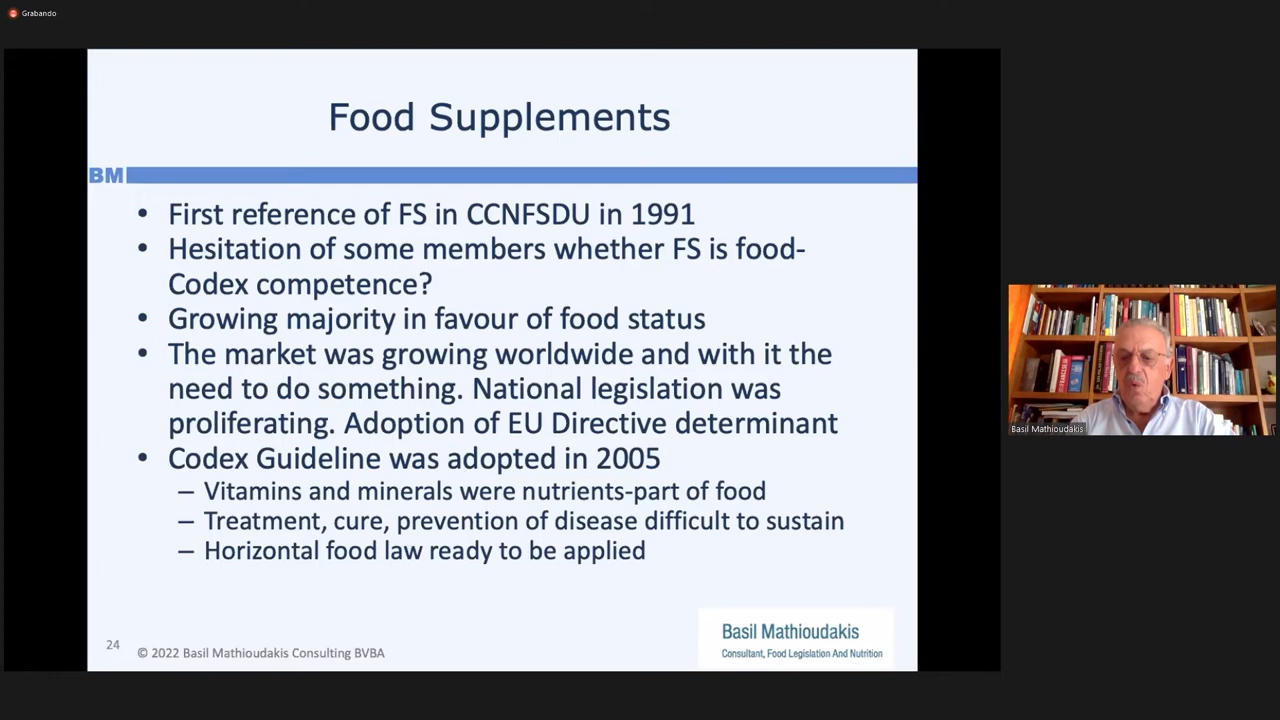 Grabando
Food Supplements
BM
• First reference of FS in CCNFSDU in 1991
• Hesitation of some members whether FS is food-
Codex competence?
• Growing majority in favour of food status
• The market was growing worldwide and with it the
need to do something. National legislation was
proliferating. Adoption of EU Directive determinant
• Codex Guideline was adopted in 2005
– Vitamins and minerals were nutrients-part of food
– Treatment, cure, prevention of disease difficult to sustain
– Horizontal food law ready to be applied
Basil Mathioudakis
Consultant, Food Legislation And Nutrition
24
© 2022 Basil Mathioudakis Consulting BVBA
Basil Mathioudakis